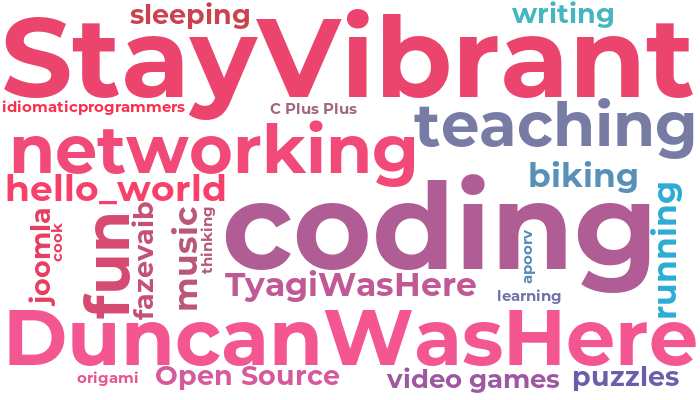 sleeping
writing
StayVibrant
idiomaticprogrammers
C Plus Plus
teaching
networking
biking
hello_world
coding
running
joomla
cook
fun
fazevaib
music
thinking
apoorv
TyagiWasHere
learning
DuncanWasHere
origami
Open Source
video games
puzzles